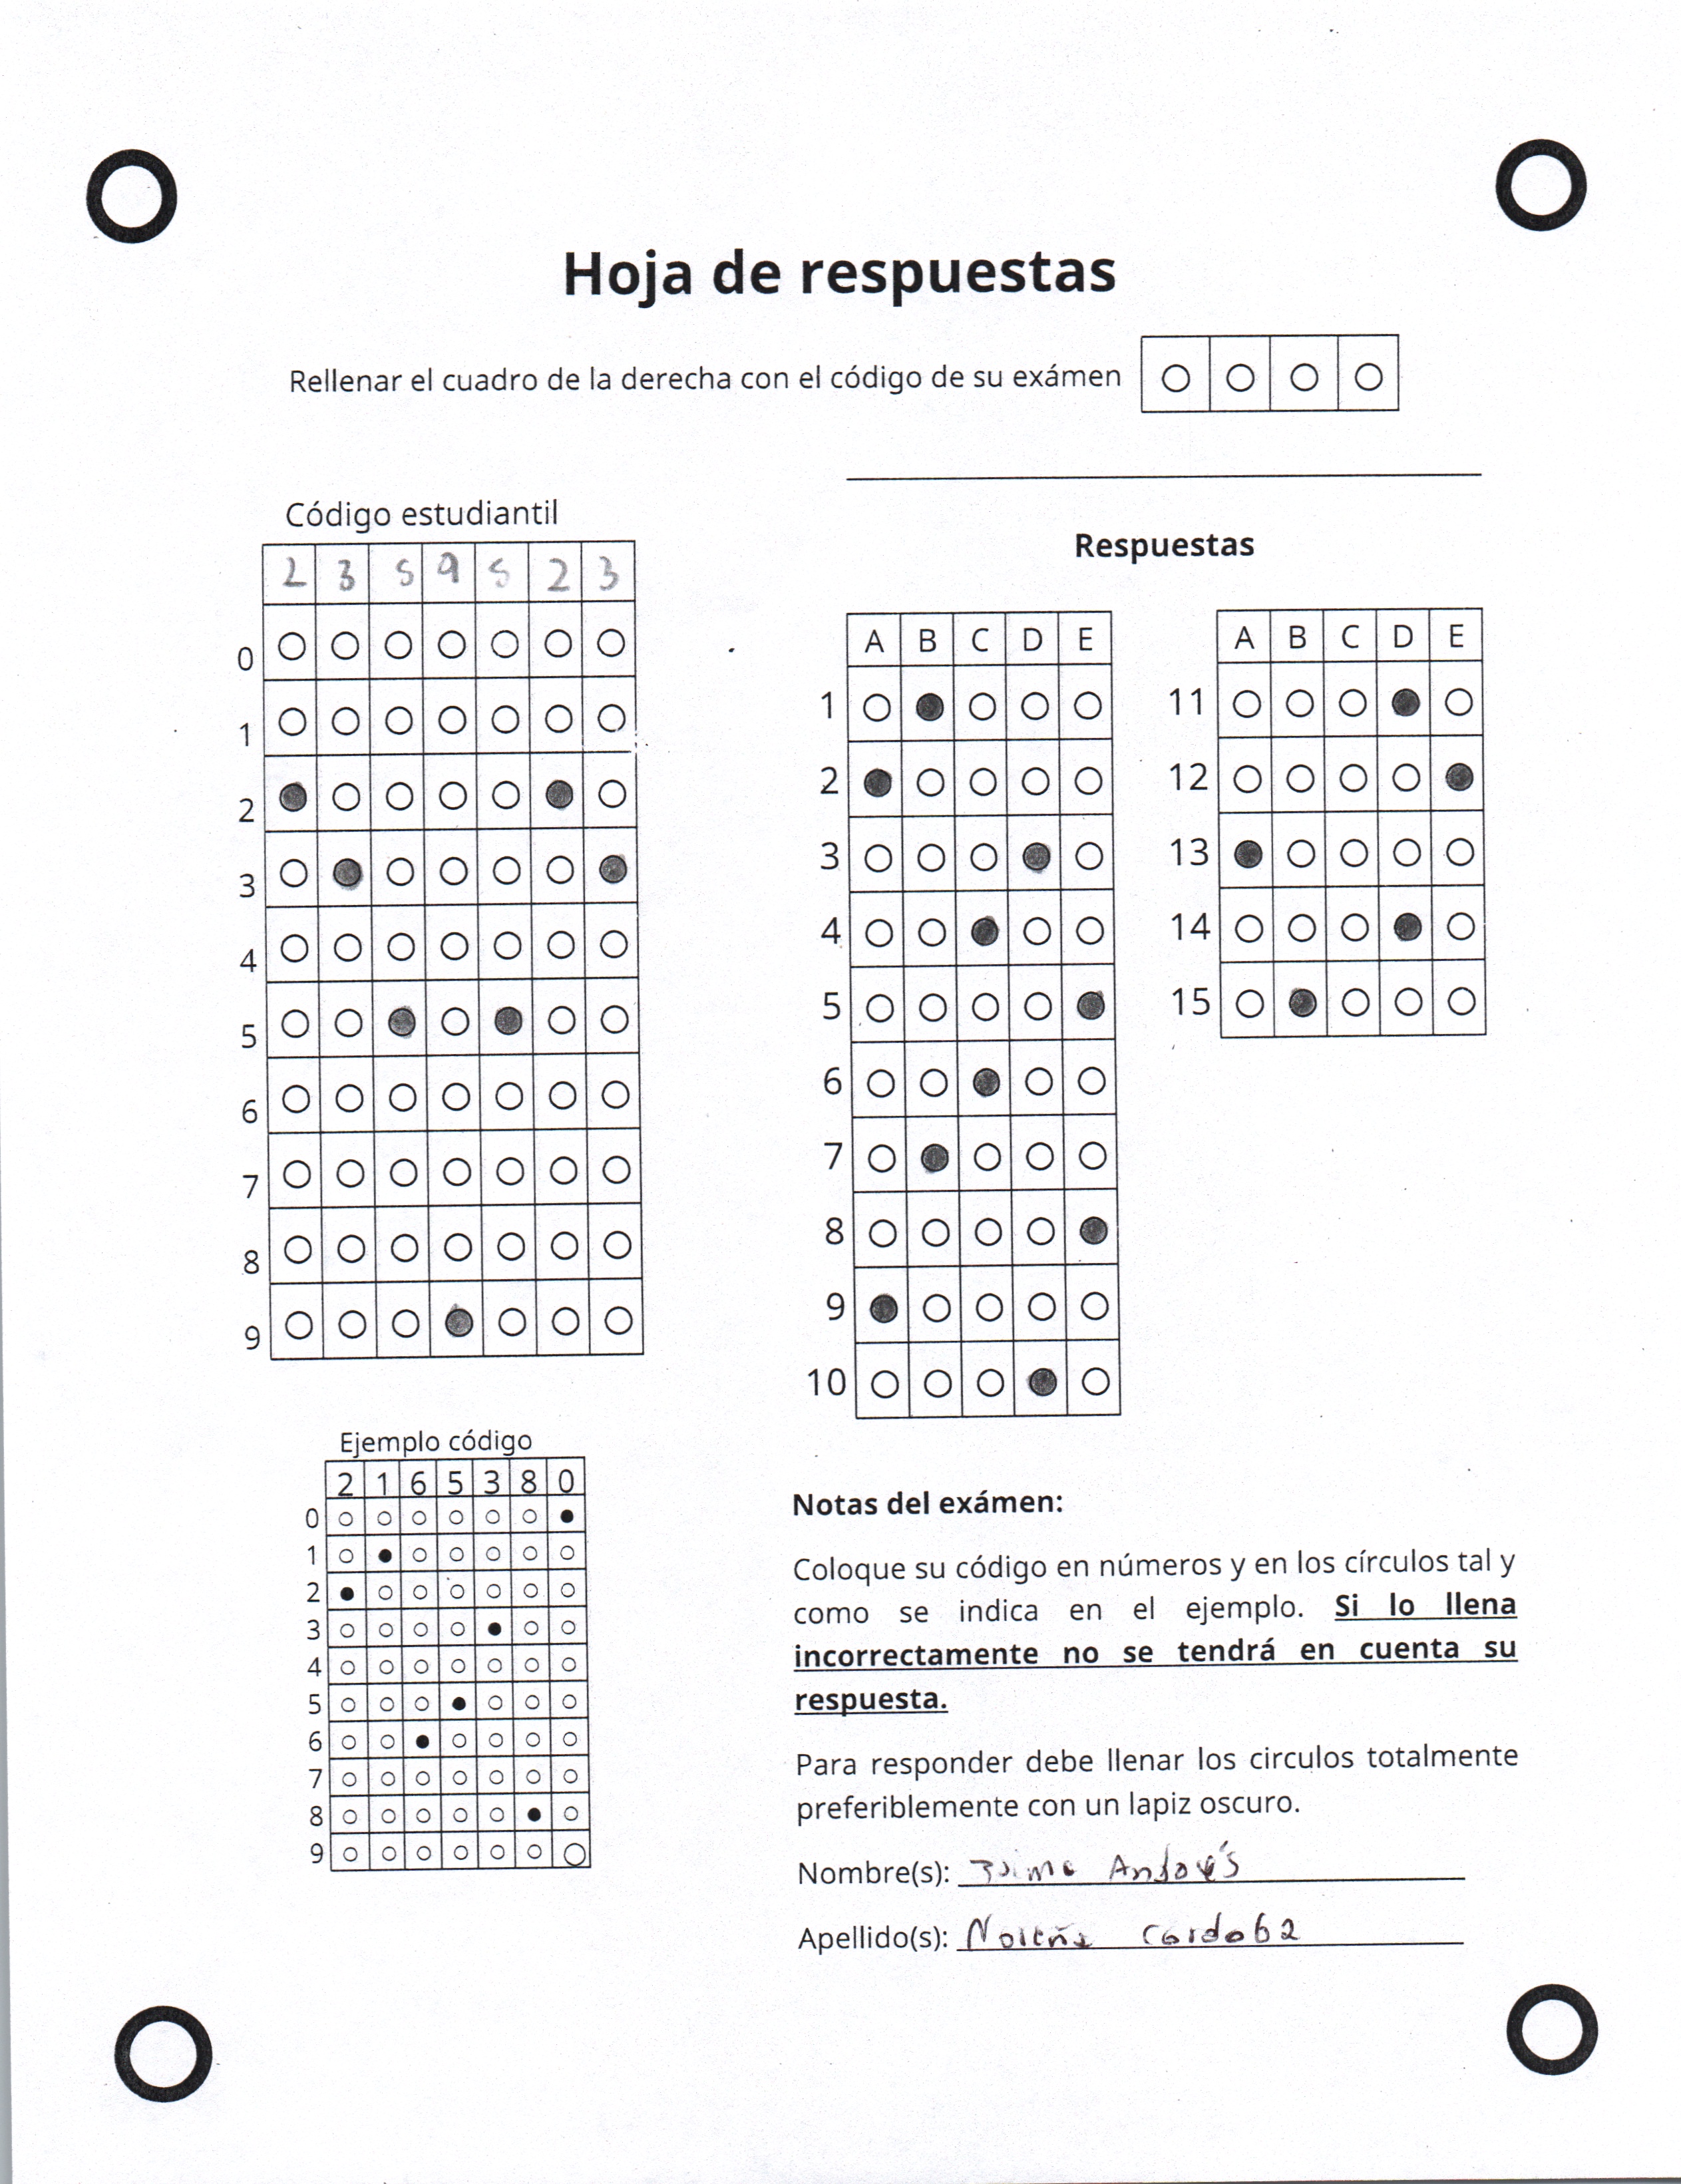 Hoja de respuestas
Rellenar el cuadro de la derecha con el código de su exámen
Código estudiantil
2 3 5 9 5 2 3
0
1
2
3
4
5
6
7
8
9
Respuestas
A B C D E
1
2
3
4
5
6
7
8
9
10
A B C D E
11
12
13
14
15
Ejemplo código
2 1 6 5 3 8 0
0
1
2
3
4
5
6
7
8
9
Notas del exámen:
Coloque su código en números y en los círculos tal y
como se indica en el ejemplo. Si lo llena
incorrectamente no se tendrá en cuenta su
respuesta.
Para responder debe llenar los circulos totalmente
preferiblemente con un lapiz oscuro.
Nombre(s): Jaime Andrés
Apellido(s): Cordoba